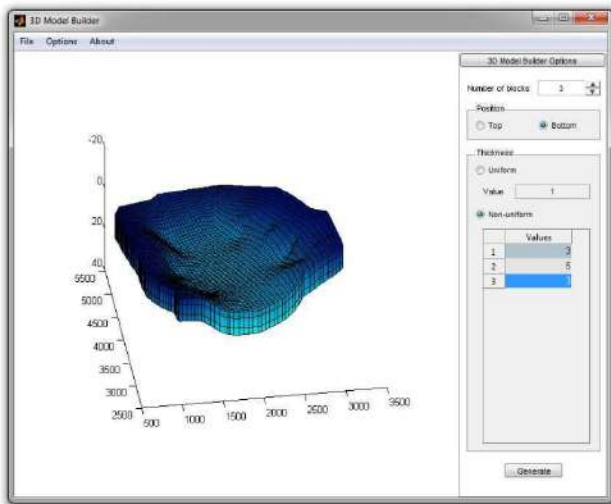 3D Model Builder
File Options About
3D Model Builder Options
Number of blocks 3
Position
Top Bottom
Thickness
Uniform
Value 1
Non-uniform
Values
1 3
2 5
3
-20
0
20
40
5500
5000
4500
4000
3500
3000
2500
500 1000 1500 2000 2500 3000 3500
Generate